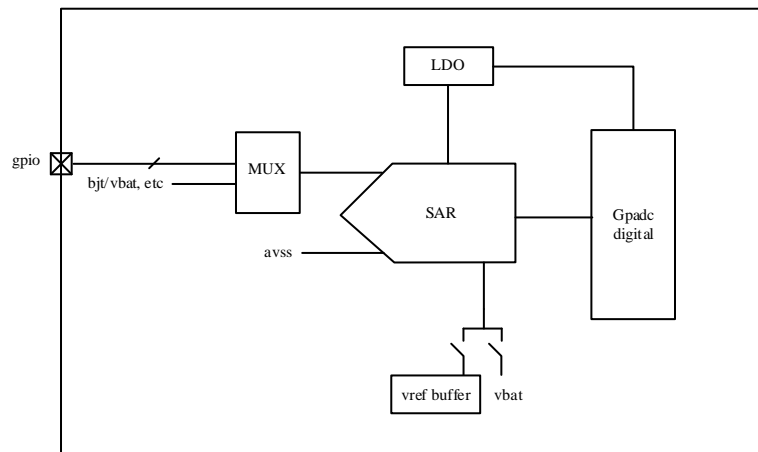 LDO
gpio
MUX
bjt/vbat, etc
SAR
Gpadc
digital
avss
vref buffer
vbat